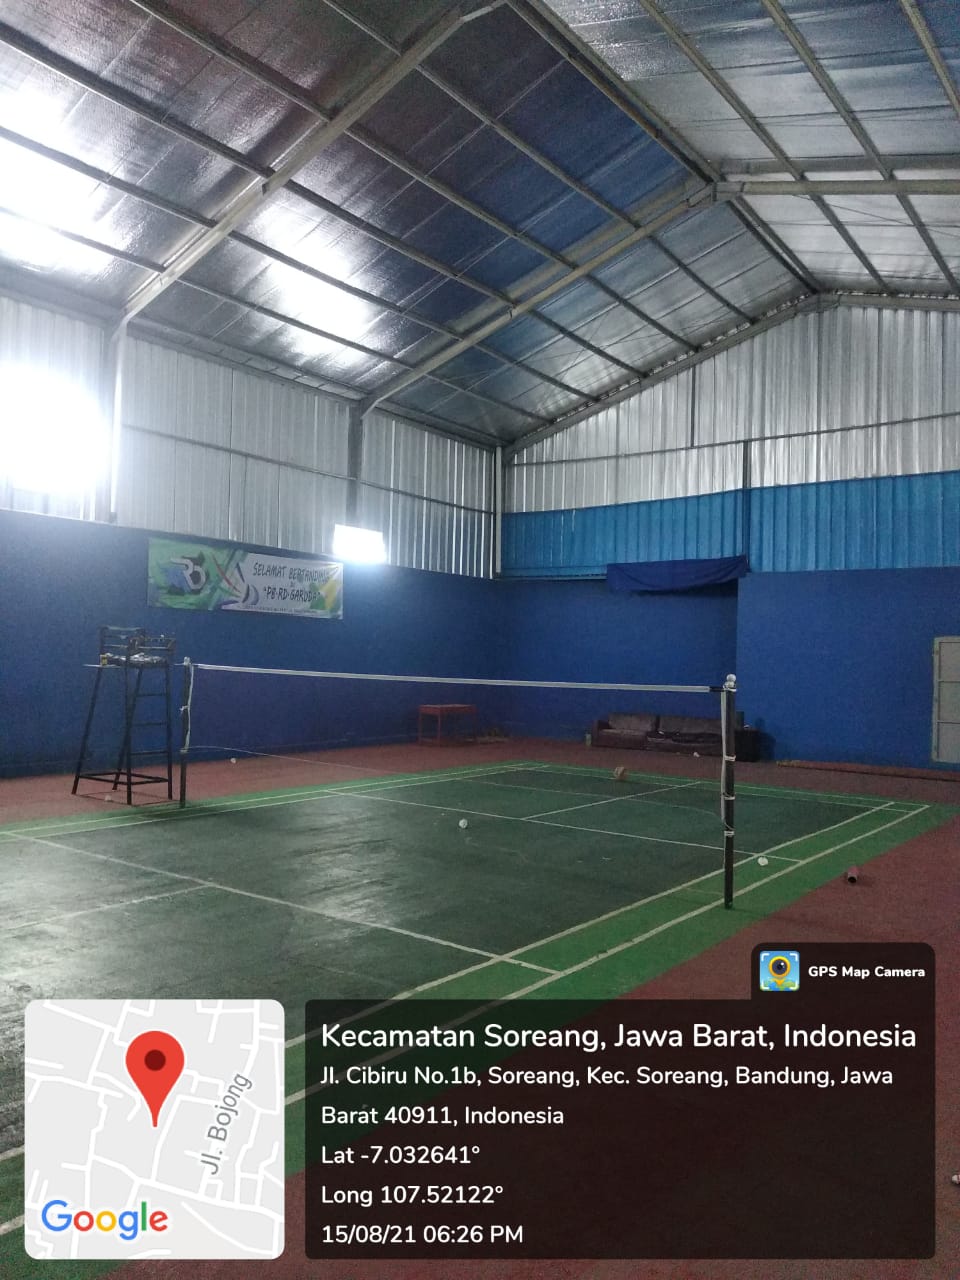 RD
SELAMAT BERTANDING
"PB·RD·GARUDA"
GPS Map Camera
Kecamatan Soreang, Jawa Barat, Indonesia
Jl. Cibiru No.1b, Soreang, Kec. Soreang, Bandung, Jawa
Barat 40911, Indonesia
Lat -7.032641°
Long 107.52122°
15/08/21 06:26 PM
Jl. Bojong
Google